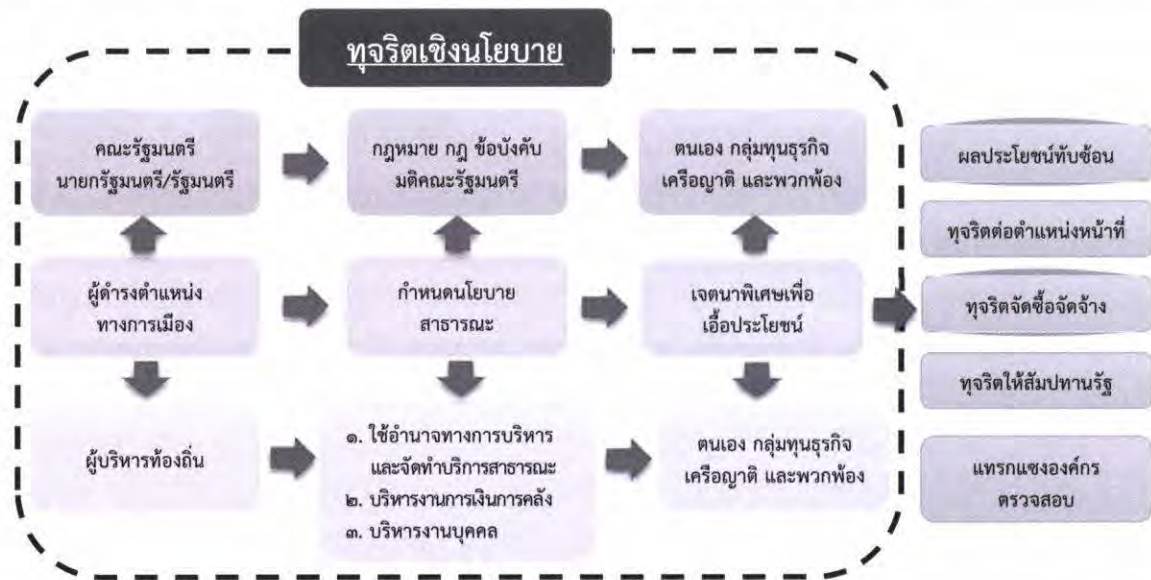 ทุจริตเชิงนโยบาย
คณะรัฐมนตรี
นายกรัฐมนตรี/รัฐมนตรี
กฎหมาย กฎ ข้อบังคับ
มติคณะรัฐมนตรี
ตนเอง กลุ่มทุนธุรกิจ
เครือญาติ และพวกพ้อง
ผู้ดำรงตำแหน่ง
ทางการเมือง
กำหนดนโยบาย
สาธารณะ
เจตนาพิเศษเพื่อ
เอื้อประโยชน์
ผู้บริหารท้องถิ่น
๑. ใช้อำนาจทางการบริหาร
และจัดทำบริการสาธารณะ
๒. บริหารงานการเงินการคลัง
๓. บริหารงานบุคคล
ตนเอง กลุ่มทุนธุรกิจ
เครือญาติ และพวกพ้อง
ผลประโยชน์ทับซ้อน
ทุจริตต่อตำแหน่งหน้าที่
ทุจริตจัดซื้อจัดจ้าง
ทุจริตให้สัมปทานรัฐ
แทรกแซงองค์กร
ตรวจสอบ